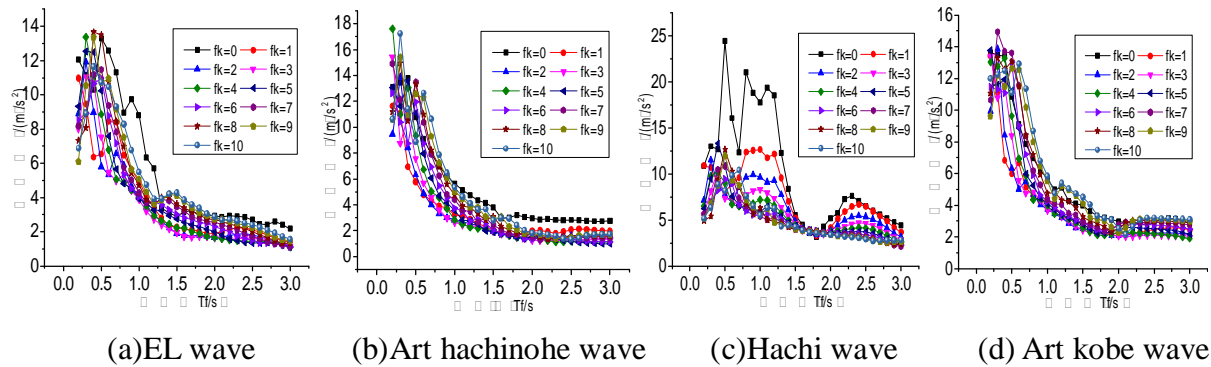 14
12
10
8
6
4
2
0
□ □ □ □/(m/s²)
fk=0 fk=1
fk=2 fk=3
fk=4 fk=5
fk=6 fk=7
fk=8 fk=9
fk=10
0.0 0.5 1.0 1.5 2.0 2.5 3.0
□ □ □ Tf/s □
(a)EL wave
18
16
14
12
10
8
6
4
2
0
□ □ □ □/(m/s²)
fk=0 fk=1
fk=2 fk=3
fk=4 fk=5
fk=6 fk=7
fk=8 fk=9
fk=10
0.0 0.5 1.0 1.5 2.0 2.5 3.0
□ □ □ Tf/s □
(b)Art hachinohe wave
25
20
15
10
5
0
□ □ □ □/(m/s²)
fk=0 fk=1
fk=2 fk=3
fk=4 fk=5
fk=6 fk=7
fk=8 fk=9
fk=10
0.0 0.5 1.0 1.5 2.0 2.5 3.0
□ □ □ Tf/s □
(c)Hachi wave
16
14
12
10
8
6
4
2
0
□ □ □ □/(m/s²)
fk=0 fk=1
fk=2 fk=3
fk=4 fk=5
fk=6 fk=7
fk=8 fk=9
fk=10
0.0 0.5 1.0 1.5 2.0 2.5 3.0
□ □ □ Tf/s □
(d) Art kobe wave